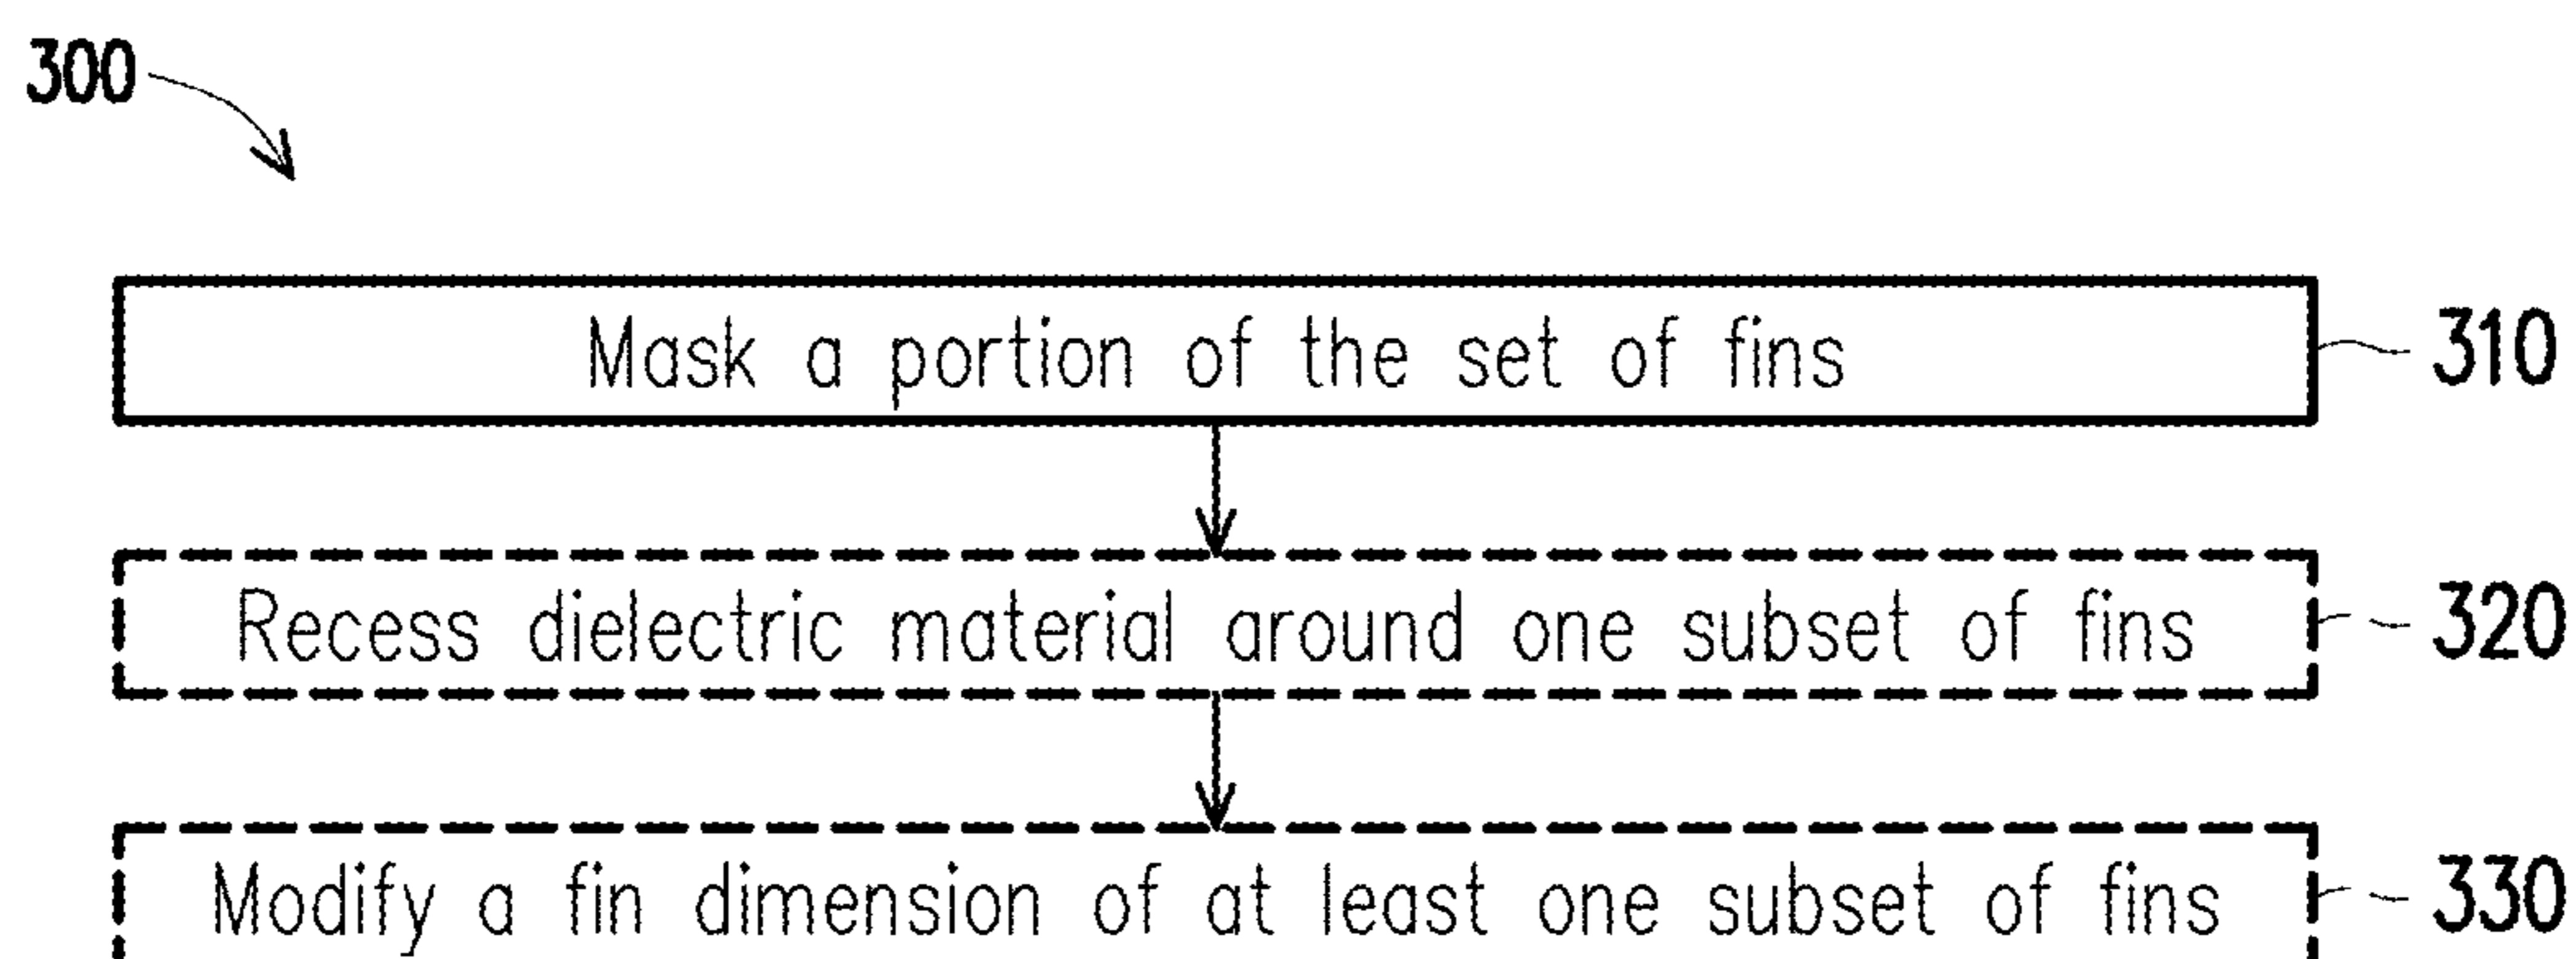 300
Mask a portion of the set of fins 310
Recess dielectric material around one subset of fins 320
Modify a fin dimension of at least one subset of fins 330